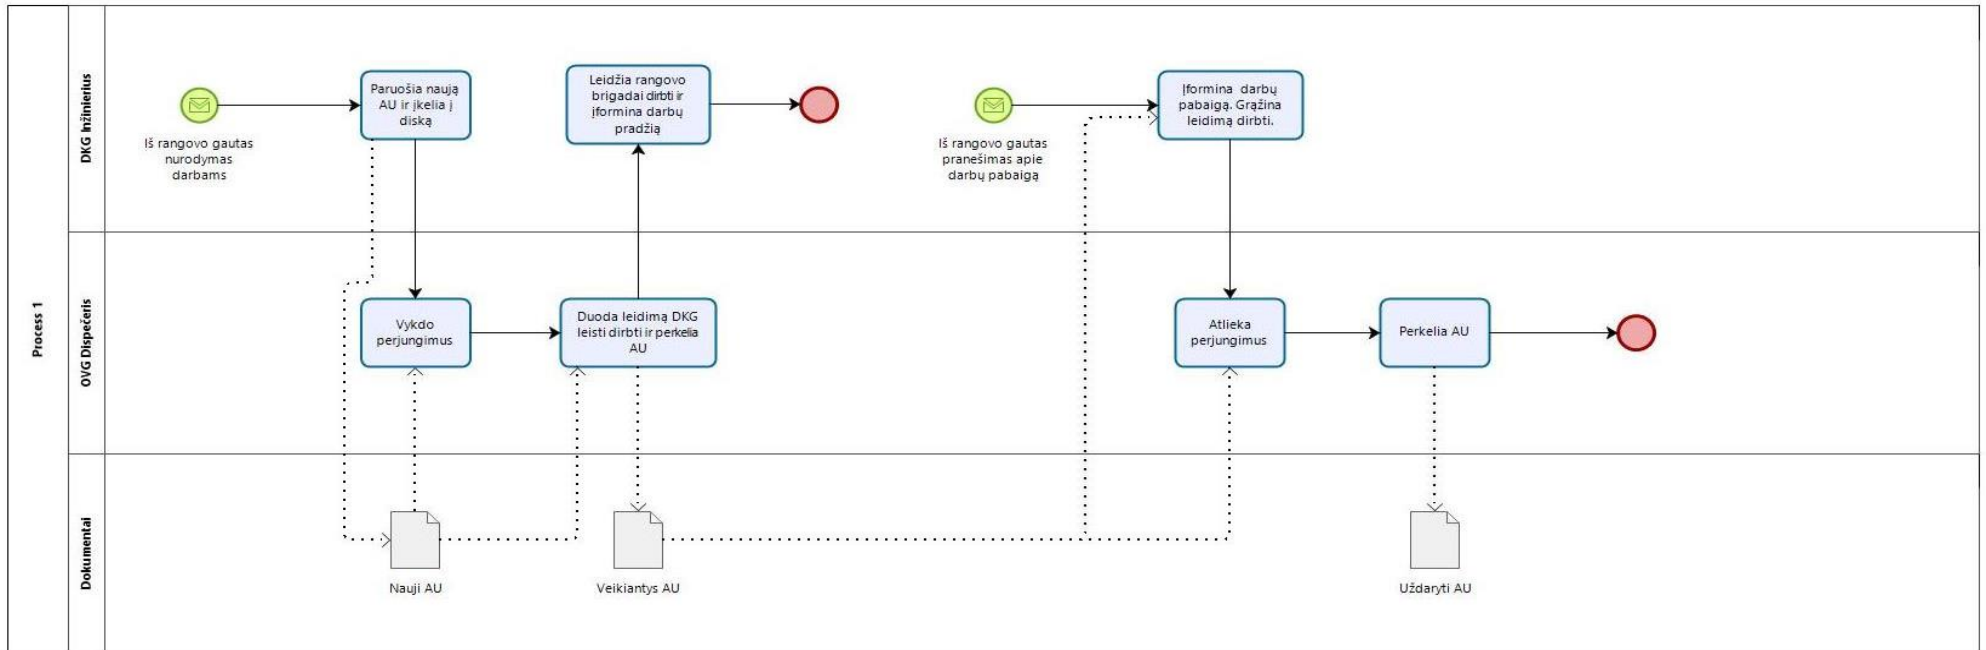 Process 1
DKG Inžinierius
Iš rangovo gautas
nurodymas
darbams
Paruošia naują
AU ir įkelia į
diską
Leidžia rangovo
brigadai dirbti ir
įformina darbų
pradžią
Iš rangovo gautas
pranešimas apie
darbų pabaigą
Įformina darbų
pabaigą. Grąžina
leidimą dirbti.
OVG Dispečeris
Vykdo
perjungimus
Duoda leidimą DKG
leisti dirbti ir perkelia
AU
Atlieka
perjungimus
Perkelia AU
Dokumentai
Nauji AU
Veikiantys AU
Uždaryti AU